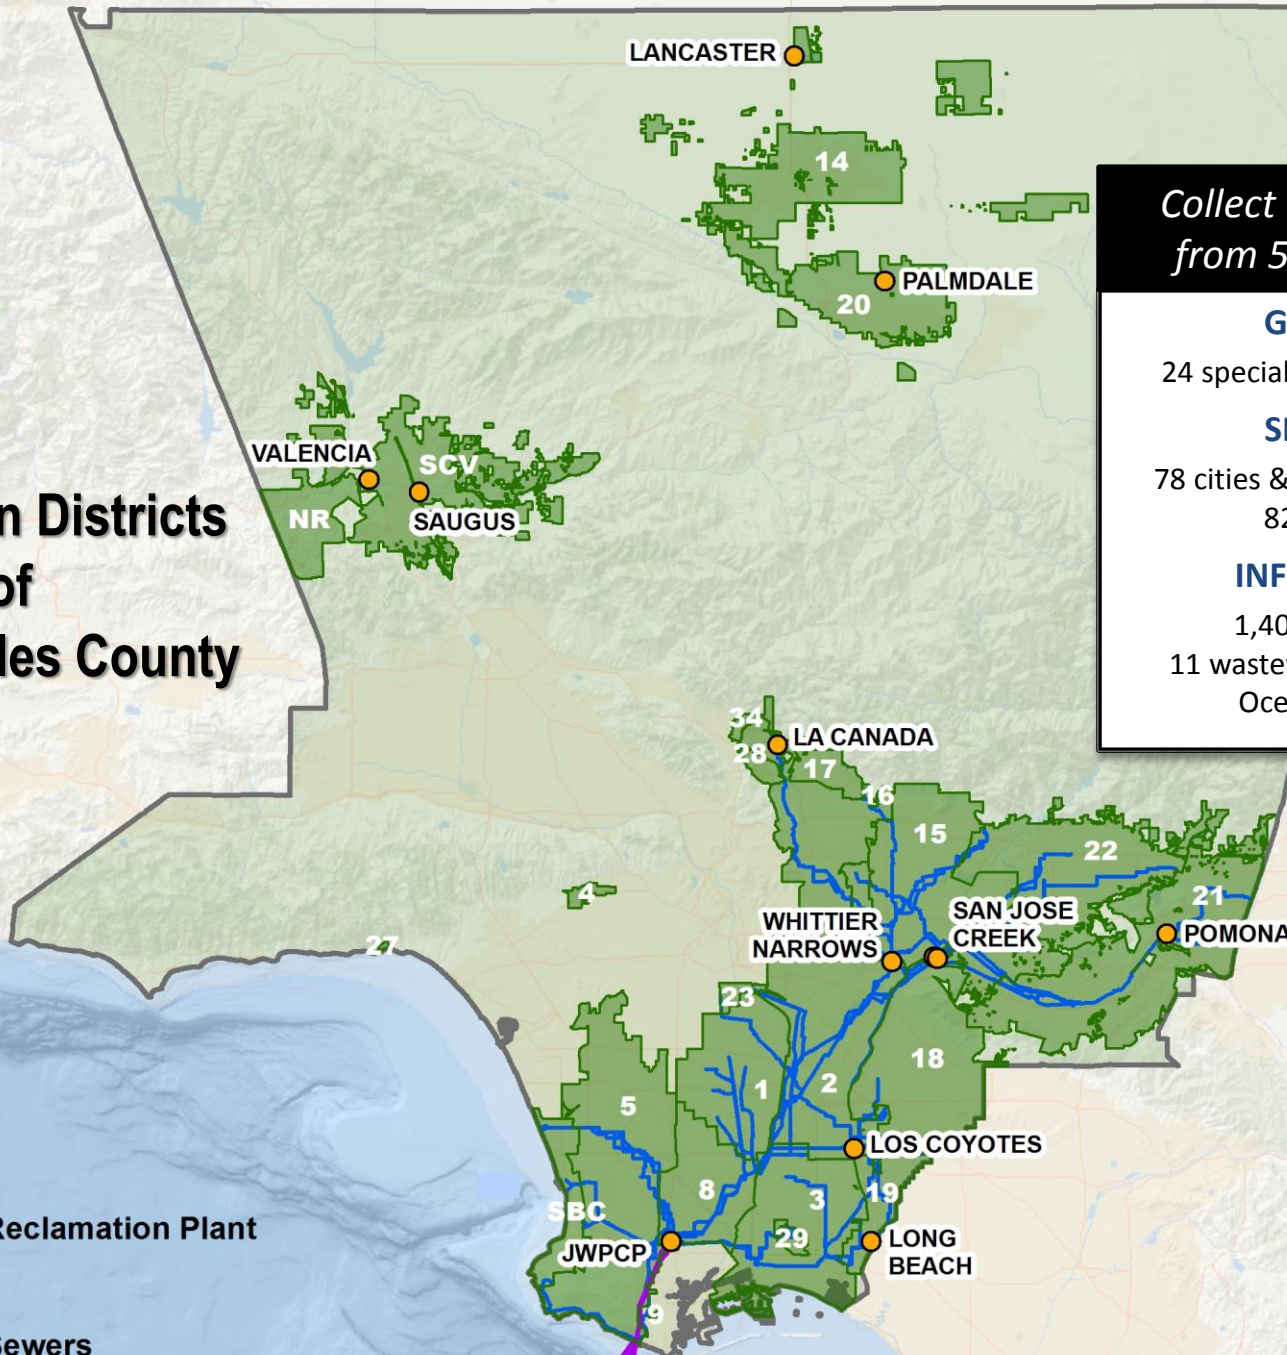 LANCASTER
14
Collect
from 5
PALMDALE
20
G
24 special
SE
78 cities &
82
INF
1,40
11 waste
Oce
VALENCIA
SCV
NR
SAUGUS
n Districts
of
les County
34
LA CANADA
28
17
16
15
22
21
4
SAN JOSE
CREEK
WHITTIER
NARROWS
POMONA
27
23
18
1
2
5
LOS COYOTES
8
3
19
SBC
29
JWPCP
LONG
BEACH
9
Reclamation Plant
Sewers